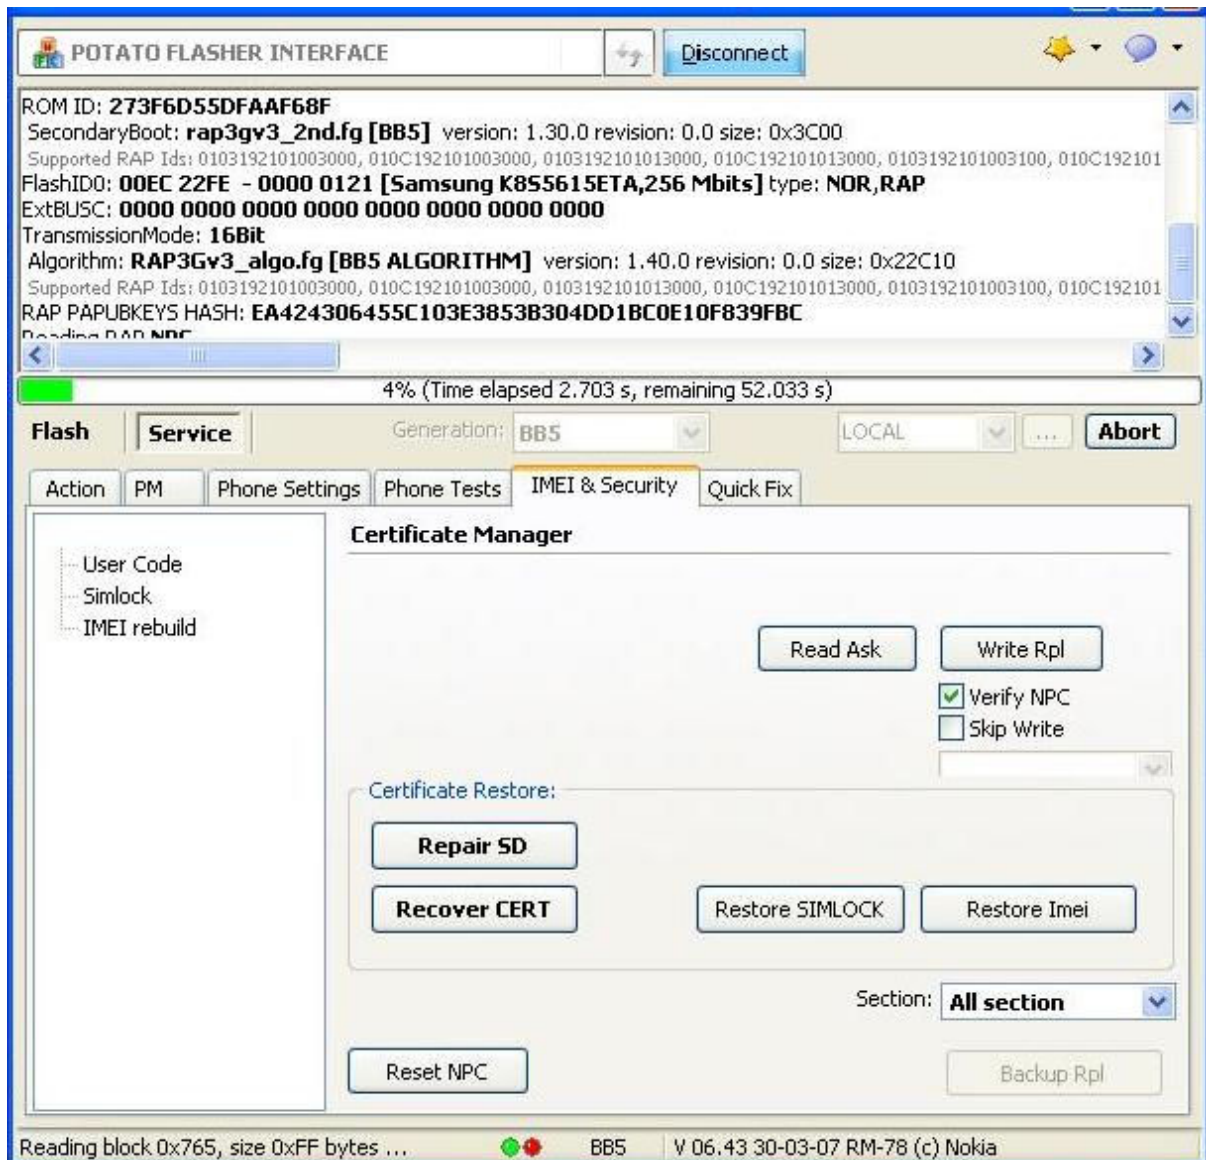 POTATO FLASHER INTERFACE
Disconnect
ROM ID: 273F6D55DFAAF68F
SecondaryBoot: rap3gv3_2nd.fg [BB5] version: 1.30.0 revision: 0.0 size: 0x3C00
Supported RAP Ids: 0103192101003000, 010C192101003000, 0103192101013000, 010C192101013000, 0103192101003100, 010C192101
FlashID0: 00EC 22FE - 0000 0121 [Samsung K8S5615ETA,256 Mbits] type: NOR,RAP
ExtBUSC: 0000 0000 0000 0000 0000 0000 0000 0000
TransmissionMode: 16Bit
Algorithm: RAP3Gv3_algo.fg [BB5 ALGORITHM] version: 1.40.0 revision: 0.0 size: 0x22C10
Supported RAP Ids: 0103192101003000, 010C192101003000, 0103192101013000, 010C192101013000, 0103192101003100, 010C192101
RAP PAPUBKEYS HASH: EA424306455C103E3853B304DD1BC0E10F839FBC
Reading RAP NPC
4% (Time elapsed 2.703 s, remaining 52.033 s)
Flash Service Generation: BB5 LOCAL ... Abort
Action PM Phone Settings Phone Tests IMEI & Security Quick Fix
Certificate Manager
User Code
Simlock
IMEI rebuild
Read Ask Write Rpl
Verify NPC
Skip Write
Certificate Restore:
Repair SD
Recover CERT Restore SIMLOCK Restore Imei
Section: All section
Reset NPC Backup Rpl
Reading block 0x765, size 0xFF bytes ... BB5 V 06.43 30-03-07 RM-78 (c) Nokia